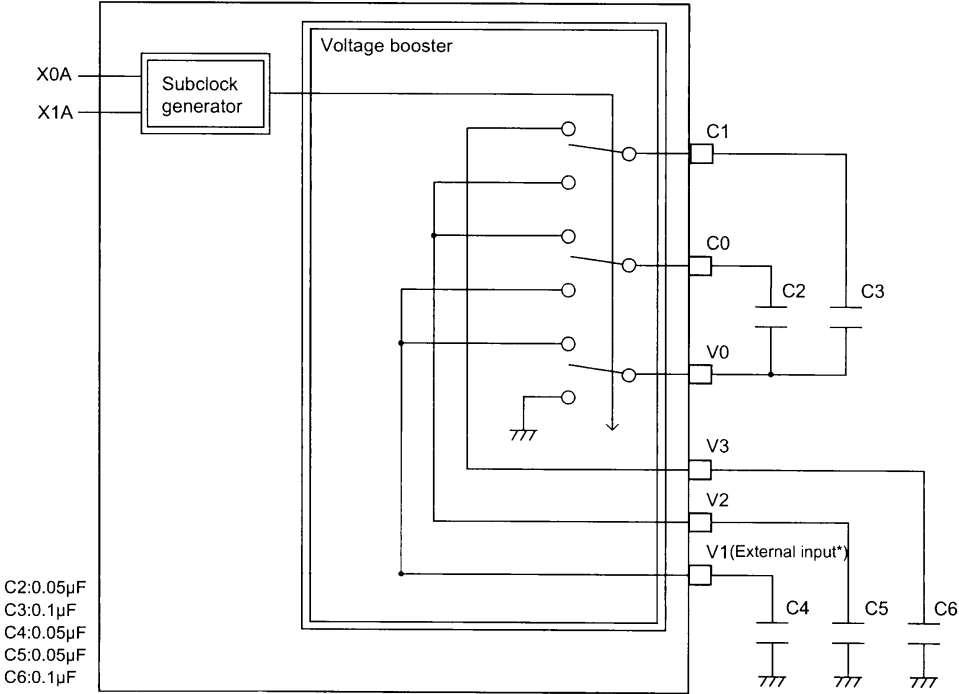 Voltage booster
X0A
X1A
Subclock
generator
C1
C0
C2
C3
V0
V3
V2
V1(External input*)
C4
C5
C6
C2:0.05µF
C3:0.1µF
C4:0.05µF
C5:0.05µF
C6:0.1µF